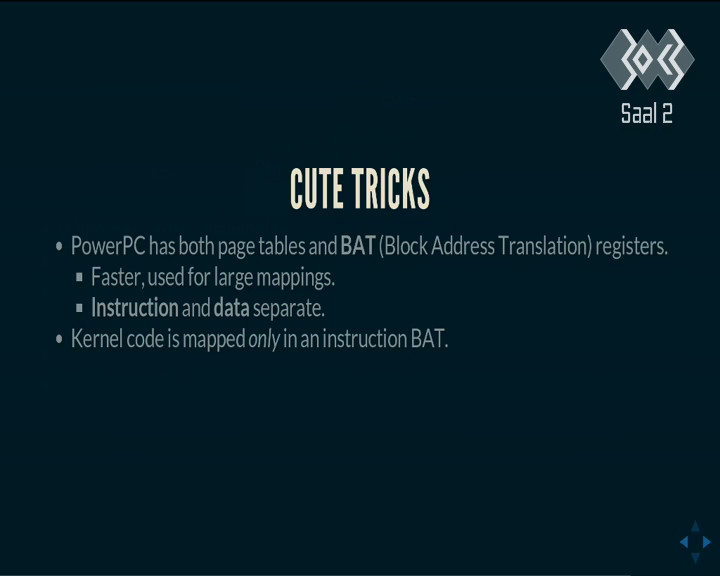 Saal 2
CUTE TRICKS
• PowerPC has both page tables and BAT (Block Address Translation) registers.
▪ Faster, used for large mappings.
▪ Instruction and data separate.
• Kernel code is mapped only in an instruction BAT.